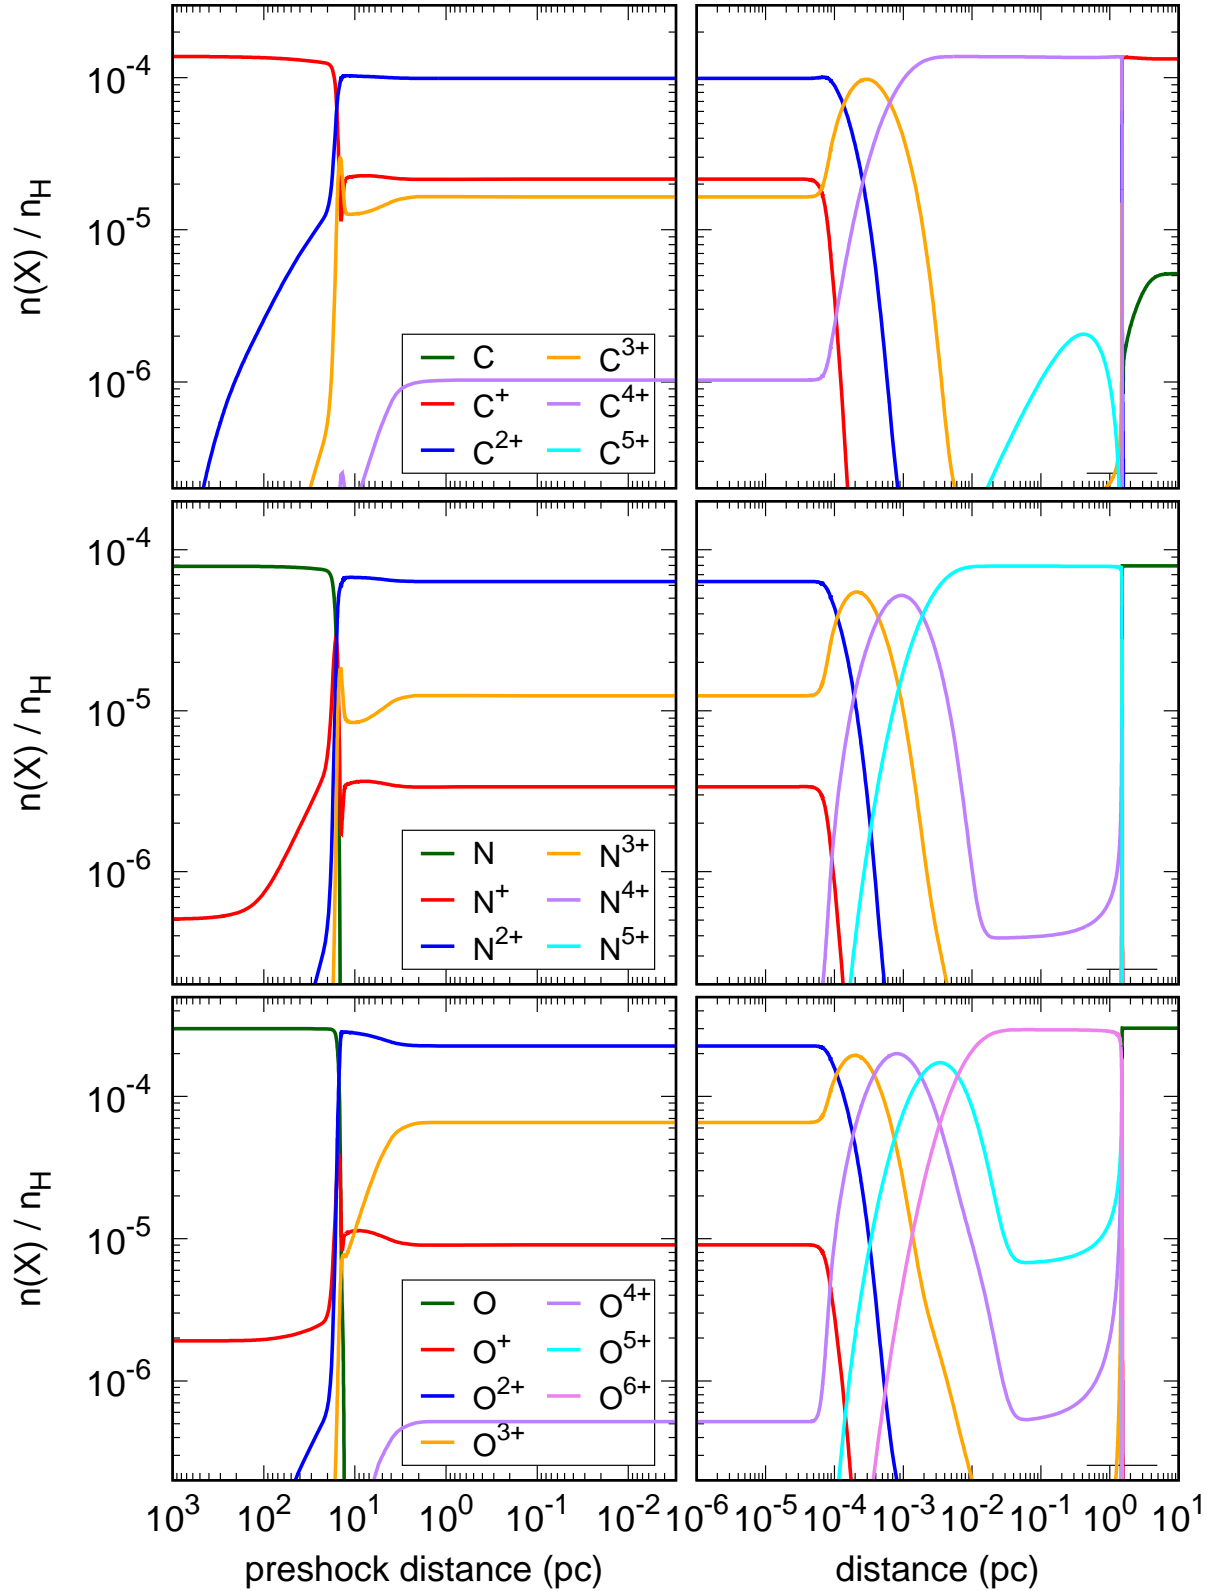 10^-4
10^-5
10^-6
n(X) / n_H
C C^3+
C^+ C^4+
C^2+ C^5+
10^-4
10^-5
10^-6
n(X) / n_H
N N^3+
N^+ N^4+
N^2+ N^5+
10^-4
10^-5
10^-6
n(X) / n_H
O O^4+
O^+ O^5+
O^2+ O^6+
O^3+
10^3 10^2 10^1 10^0 10^-1 10^-2 10^-6 10^-5 10^-4 10^-3 10^-2 10^-1 10^0 10^1
preshock distance (pc) distance (pc)